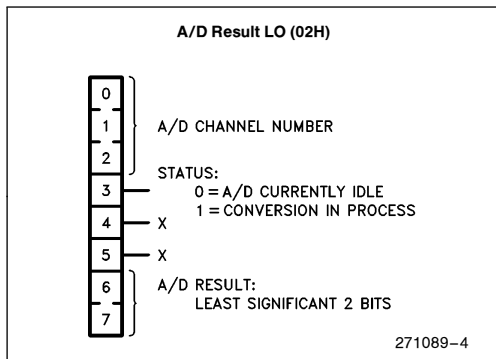 A/D Result LO (02H)
0
1 A/D CHANNEL NUMBER
2
STATUS:
3 0 = A/D CURRENTLY IDLE
1 = CONVERSION IN PROCESS
4 X
5 X
6 A/D RESULT:
LEAST SIGNIFICANT 2 BITS
7
271089–4